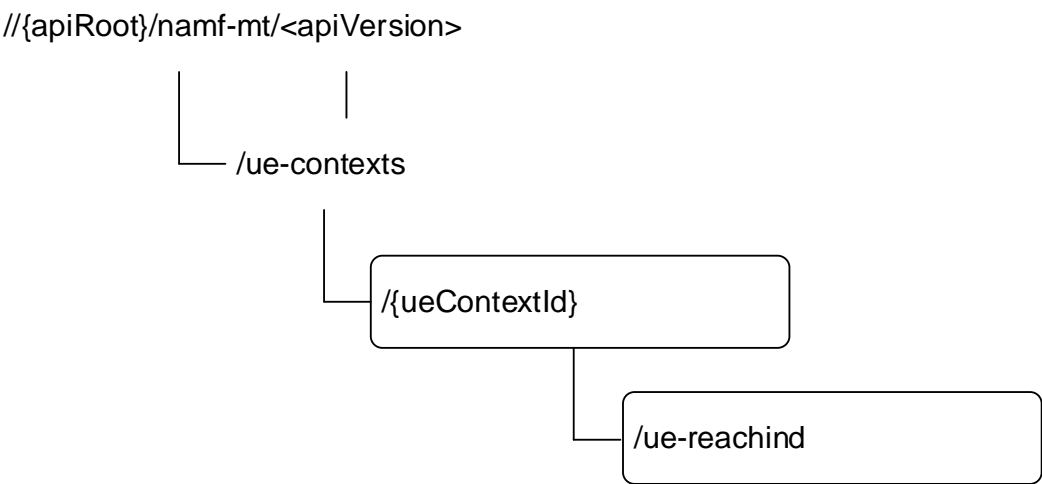 //{apiRoot}/namf-mt/<apiVersion>
/ue-contexts
/{ueContextId}
/ue-reachind